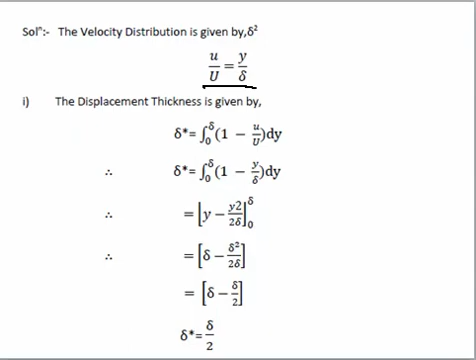 Solⁿ:- The Velocity Distribution is given by,δ²
u/U = y/δ
i) The Displacement Thickness is given by,
δ*= ∫₀^δ(1 − u/U)dy
∴ δ*= ∫₀^δ(1 − y/δ)dy
∴ = [y − y2/2δ]₀^δ
∴ = [δ − δ²/2δ]
= [δ − δ/2]
δ*= δ/2